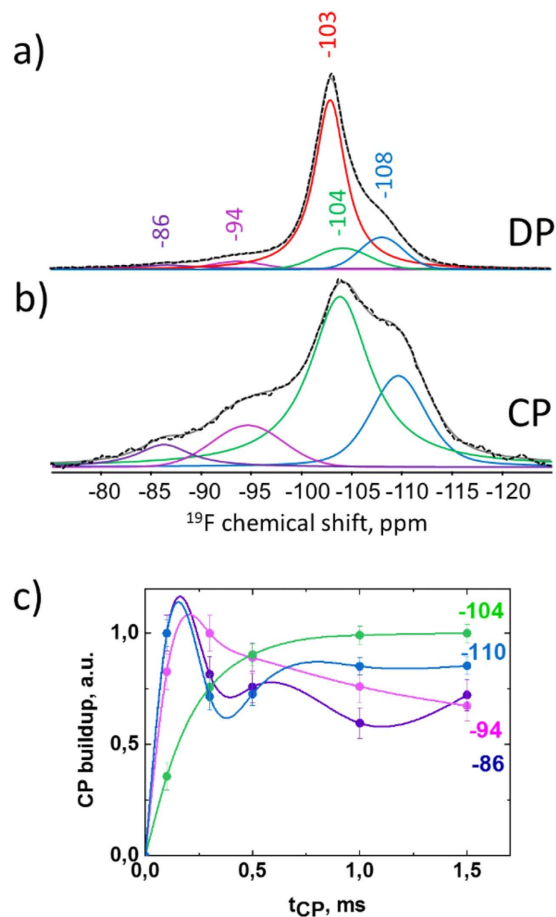 a)
-103
-86
-94
-104
-108
DP
b)
CP
-80 -85 -90 -95 -100 -105 -110 -115 -120
¹⁹F chemical shift, ppm
c)
CP buildup, a.u.
1,0
0,5
0,0
-104
-110
-94
-86
0,0 0,5 1,0 1,5
tCP, ms